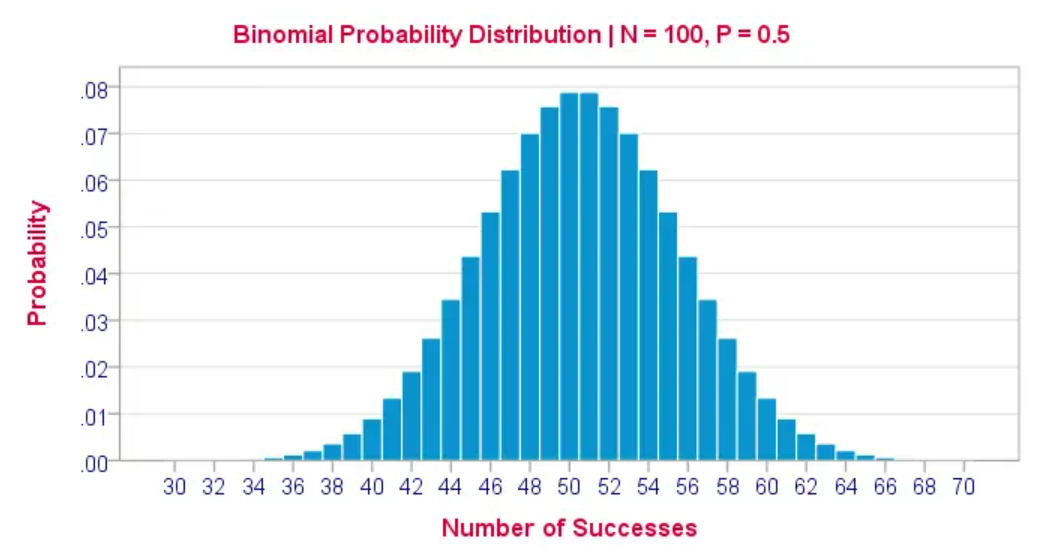 Binomial Probability Distribution | N = 100, P = 0.5
.08
.07
.06
.05
.04
.03
.02
.01
.00
Probability
30 32 34 36 38 40 42 44 46 48 50 52 54 56 58 60 62 64 66 68 70
Number of Successes